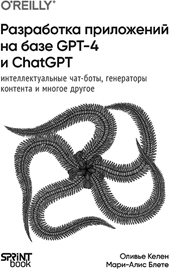 O'REILLY®
Разработка приложений
на базе GPT-4
и ChatGPT
интеллектуальные чат-боты, генераторы
контента и многое другое
Оливье Келен
Мари-Алис Блете
SPRINT
book